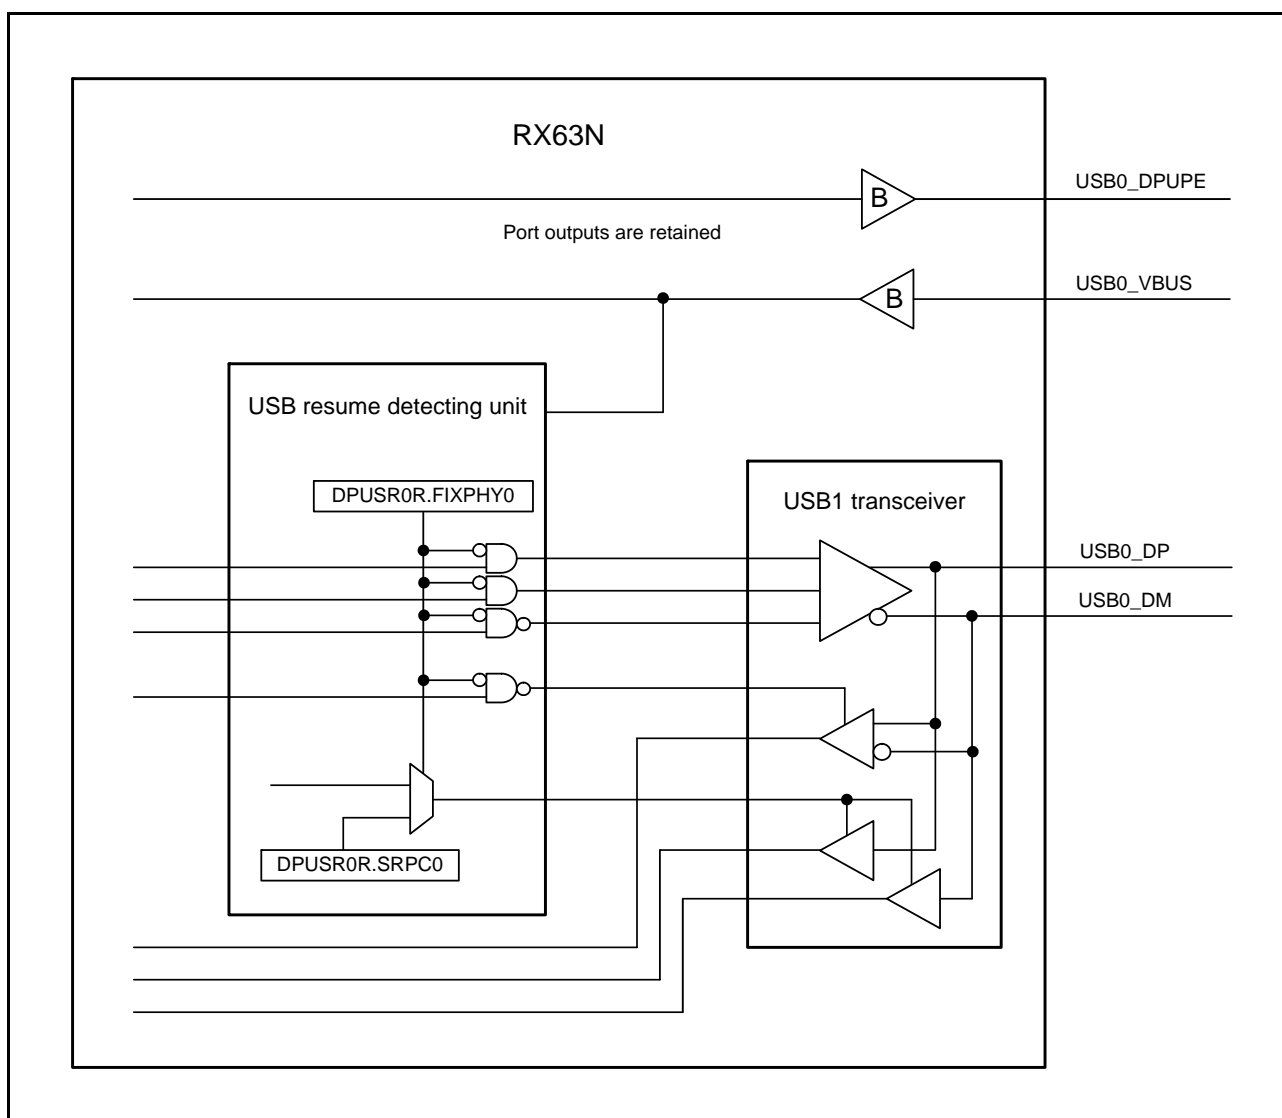 RX63N
USB0_DPUPE
B
Port outputs are retained
USB0_VBUS
B
USB resume detecting unit
DPUSR0R.FIXPHY0
USB1 transceiver
USB0_DP
USB0_DM
DPUSR0R.SRPC0